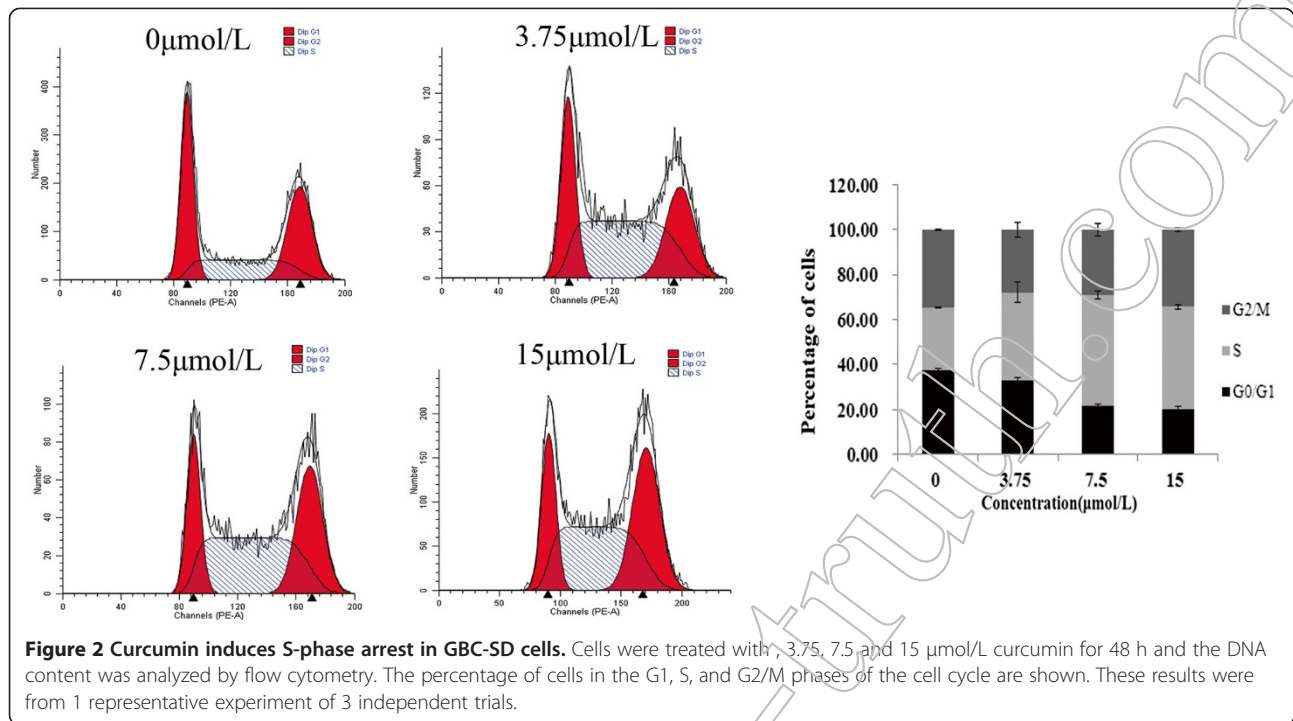 0μmol/L
Dip G1
Dip G2
Dip S
Number
0 100 200 300 400
0 40 80 120 160 200
Channels (PE-A)
3.75μmol/L
Dip G1
Dip G2
Dip S
Number
0 30 60 90 120
0 40 80 120 160 200
Channels (PE-A)
7.5μmol/L
Dip G1
Dip G2
Dip S
Number
0 20 40 60 80 100
0 40 80 120 160 200
Channels (PE-A)
15μmol/L
Dip G1
Dip G2
Dip S
Number
0 50 100 150 200
0 50 100 150 200
Channels (PE-A)
Percentage of cells
120.00
100.00
80.00
60.00
40.00
20.00
0.00
0 3.75 7.5 15
Concentration(μmol/L)
G2/M
S
G0/G1
Figure 2 Curcumin induces S-phase arrest in GBC-SD cells. Cells were treated with , 3.75, 7.5 and 15 μmol/L curcumin for 48 h and the DNA
content was analyzed by flow cytometry. The percentage of cells in the G1, S, and G2/M phases of the cell cycle are shown. These results were
from 1 representative experiment of 3 independent trials.
-truth.com